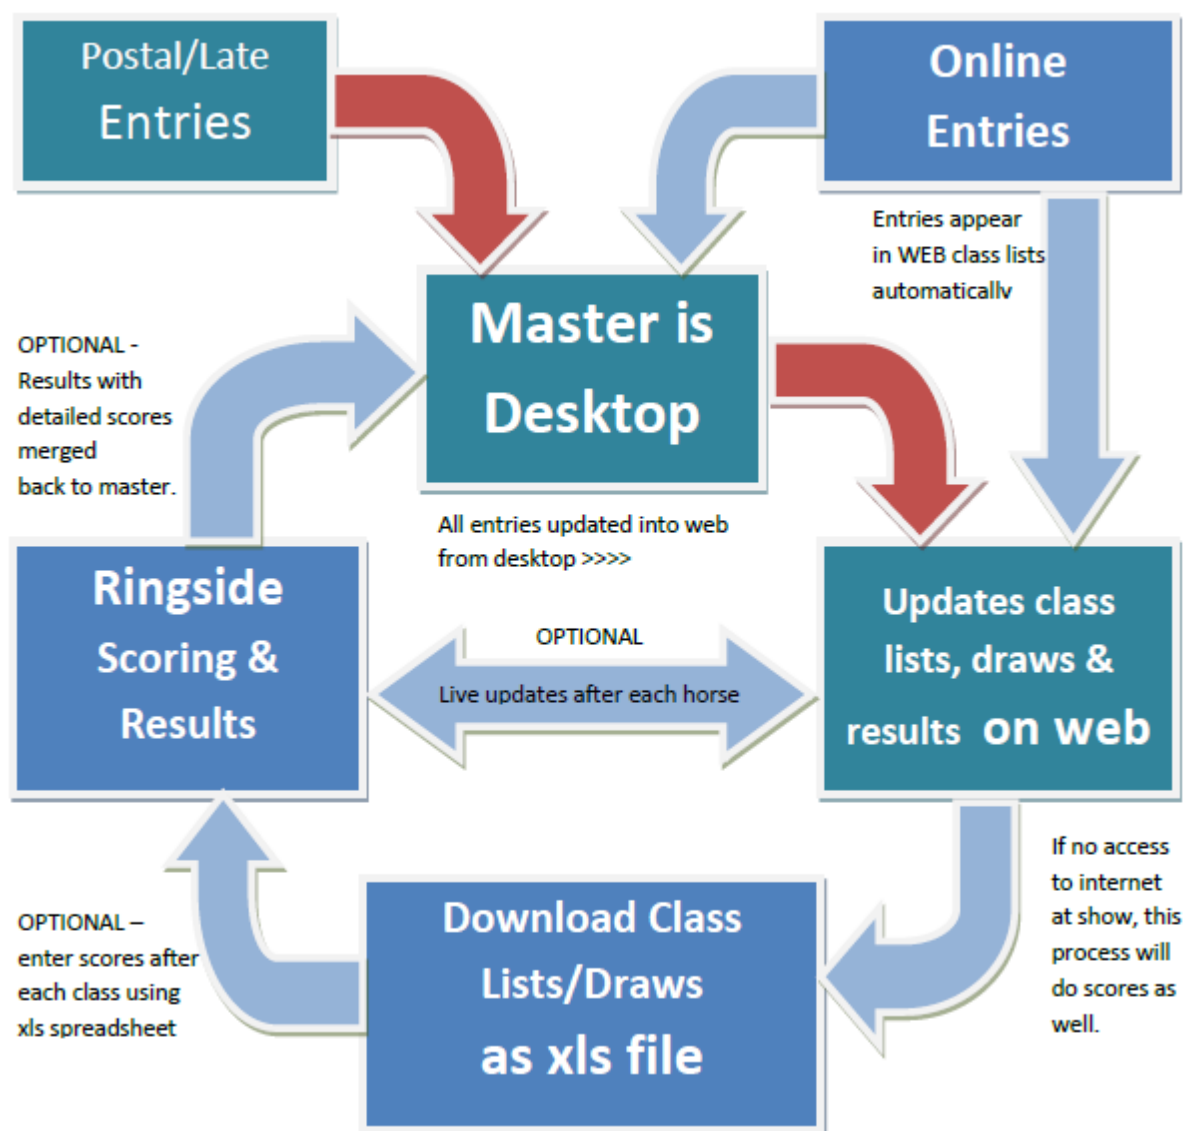 Postal/Late
Entries
Online
Entries
Entries appear
in WEB class lists
automatically
Master is
Desktop
OPTIONAL -
Results with
detailed scores
merged
back to master.
All entries updated into web
from desktop >>>>
Ringside
Scoring &
Results
OPTIONAL
Live updates after each horse
Updates class
lists, draws &
results on web
If no access
to internet
at show, this
process will
do scores as
well.
Download Class
Lists/Draws
as xls file
OPTIONAL –
enter scores after
each class using
xls spreadsheet